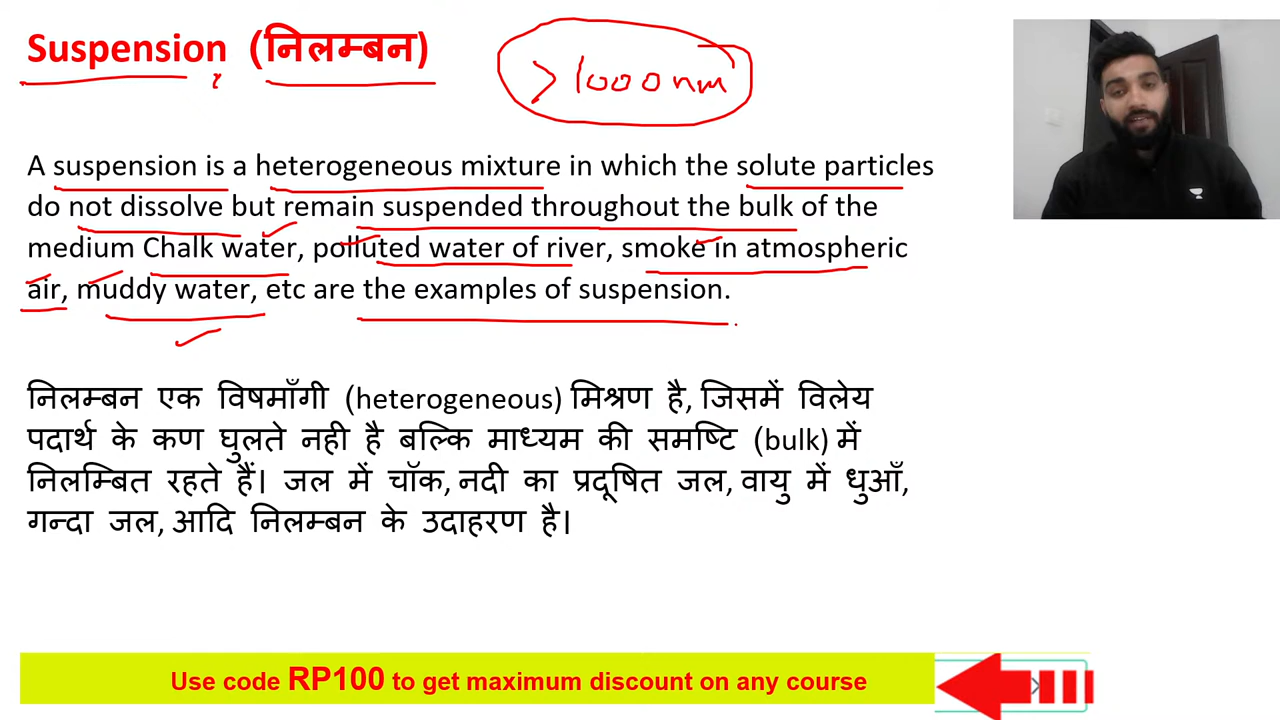 Suspension (निलम्बन)
> 1000nm
A suspension is a heterogeneous mixture in which the solute particles
do not dissolve but remain suspended throughout the bulk of the
medium Chalk water, polluted water of river, smoke in atmospheric
air, muddy water, etc are the examples of suspension.
निलम्बन एक विषमाँगी (heterogeneous) मिश्रण है, जिसमें विलेय
पदार्थ के कण घुलते नही है बल्कि माध्यम की समष्टि (bulk) में
निलम्बित रहते हैं। जल में चॉक, नदी का प्रदूषित जल, वायु में धुआँ,
गन्दा जल, आदि निलम्बन के उदाहरण है।
Use code RP100 to get maximum discount on any course